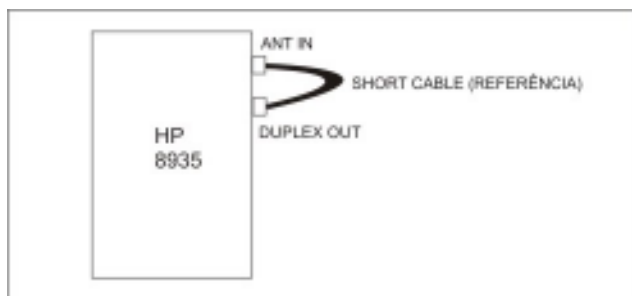 ANT IN
SHORT CABLE (REFERÊNCIA)
DUPLEX OUT
HP
8935